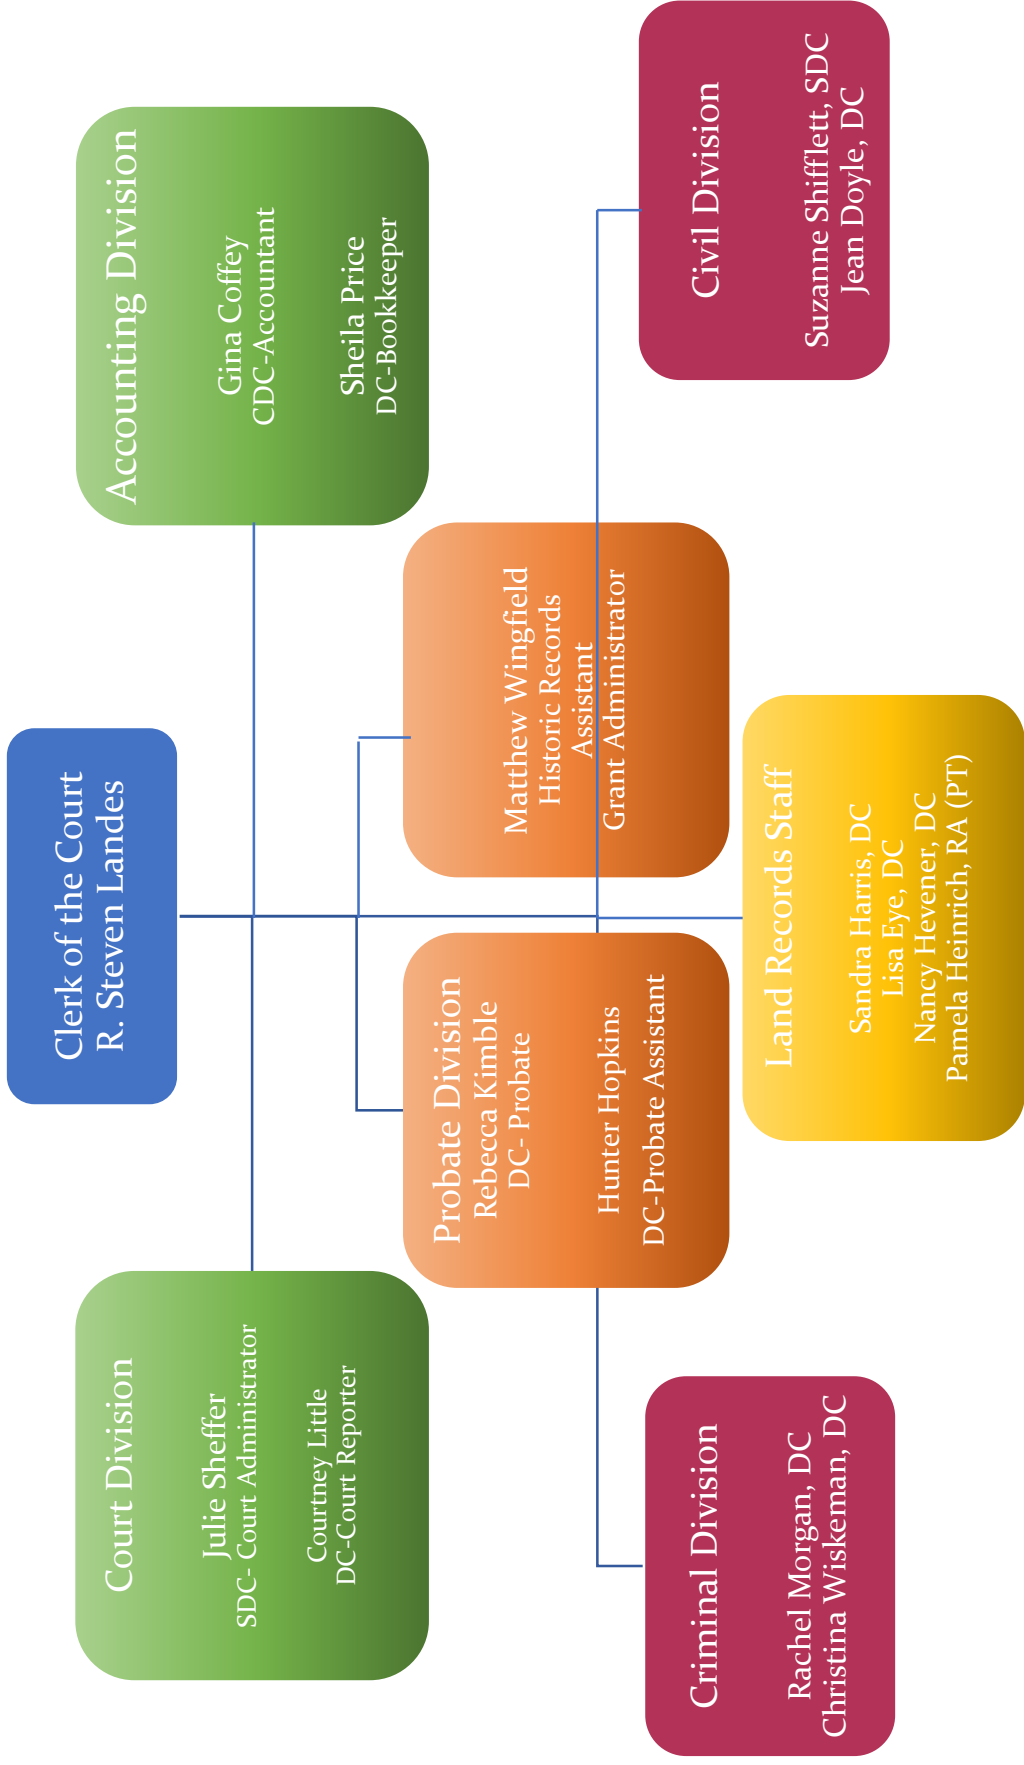 Clerk of the Court
R. Steven Landes
Court Division
Julie Sheffer
SDC- Court Administrator
Courtney Little
DC-Court Reporter
Accounting Division
Gina Coffey
CDC-Accountant
Sheila Price
DC-Bookkeeper
Probate Division
Rebecca Kimble
DC- Probate
Hunter Hopkins
DC-Probate Assistant
Matthew Wingfield
Historic Records
Assistant
Grant Administrator
Criminal Division
Rachel Morgan, DC
Christina Wiskeman, DC
Land Records Staff
Sandra Harris, DC
Lisa Eye, DC
Nancy Hevener, DC
Pamela Heinrich, RA (PT)
Civil Division
Suzanne Shifflett, SDC
Jean Doyle, DC